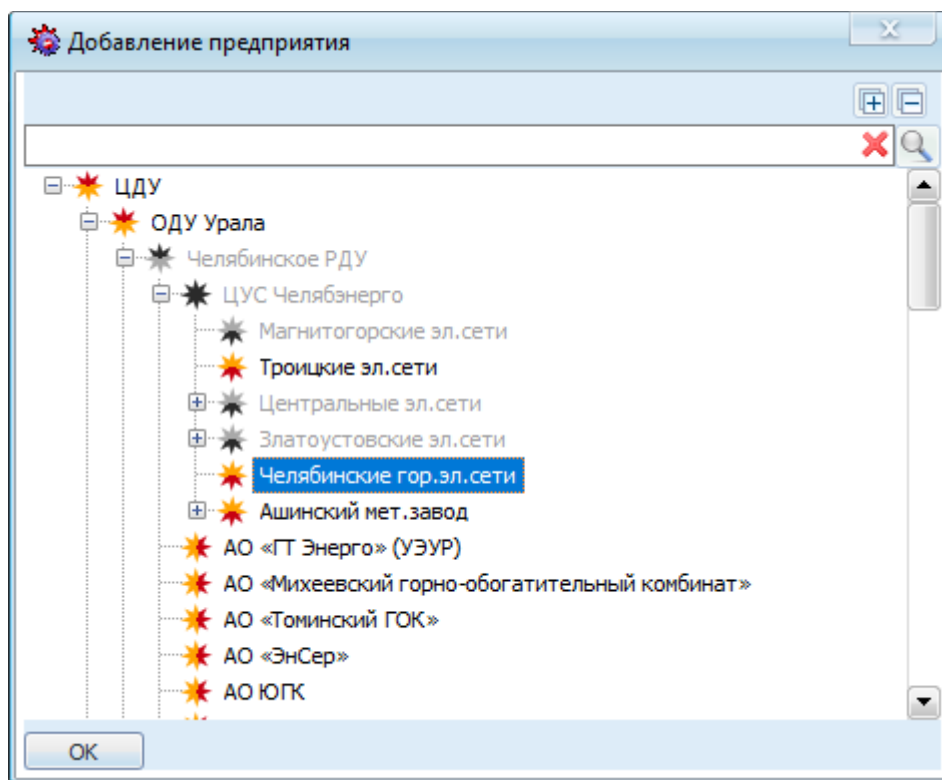 Добавление предприятия
ЦДУ
ОДУ Урала
Челябинское РДУ
ЦУС Челябэнерго
Магнитогорские эл.сети
Троицкие эл.сети
Центральные эл.сети
Златоустовские эл.сети
Челябинские гор.эл.сети
Ашинский мет.завод
АО «ГТ Энерго» (УЭУР)
АО «Михеевский горно-обогатительный комбинат»
АО «Томинский ГОК»
АО «ЭнСер»
АО ЮГК
ОК